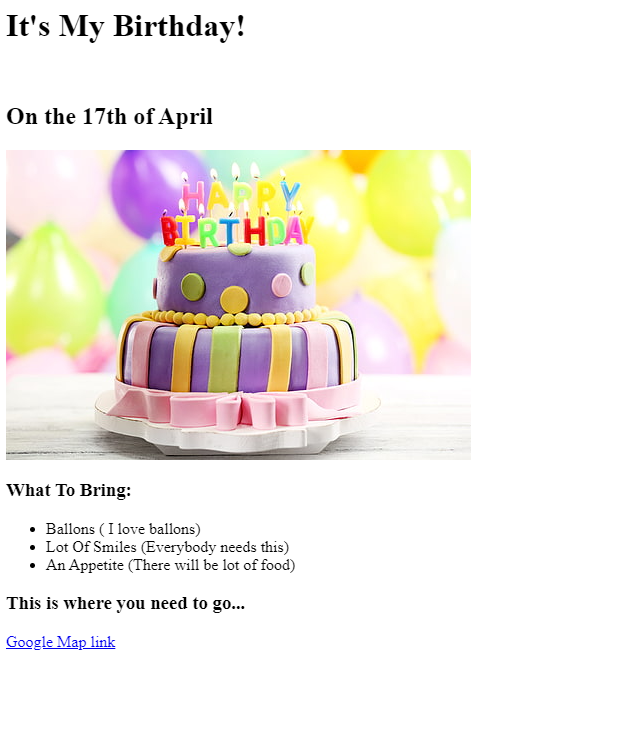 It's My Birthday!
On the 17th of April
HAPPY
BIRTHDAY
What To Bring:
Ballons ( I love ballons)
Lot Of Smiles (Everybody needs this)
An Appetite (There will be lot of food)
This is where you need to go...
Google Map link